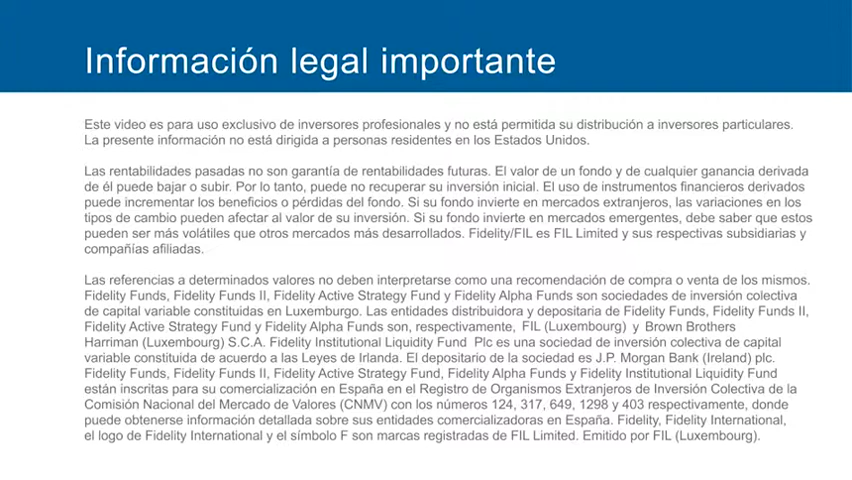 Información legal importante
Este video es para uso exclusivo de inversores profesionales y no está permitida su distribución a inversores particulares.
La presente información no está dirigida a personas residentes en los Estados Unidos.
Las rentabilidades pasadas no son garantía de rentabilidades futuras. El valor de un fondo y de cualquier ganancia derivada
de él puede bajar o subir. Por lo tanto, puede no recuperar su inversión inicial. El uso de instrumentos financieros derivados
puede incrementar los beneficios o pérdidas del fondo. Si su fondo invierte en mercados extranjeros, las variaciones en los
tipos de cambio pueden afectar al valor de su inversión. Si su fondo invierte en mercados emergentes, debe saber que estos
pueden ser más volátiles que otros mercados más desarrollados. Fidelity/FIL es FIL Limited y sus respectivas subsidiarias y
compañías afiliadas.
Las referencias a determinados valores no deben interpretarse como una recomendación de compra o venta de los mismos.
Fidelity Funds, Fidelity Funds II, Fidelity Active Strategy Fund y Fidelity Alpha Funds son sociedades de inversión colectiva
de capital variable constituidas en Luxemburgo. Las entidades distribuidora y depositaria de Fidelity Funds, Fidelity Funds II,
Fidelity Active Strategy Fund y Fidelity Alpha Funds son, respectivamente, FIL (Luxembourg) y Brown Brothers
Harriman (Luxembourg) S.C.A. Fidelity Institutional Liquidity Fund Plc es una sociedad de inversión colectiva de capital
variable constituida de acuerdo a las Leyes de Irlanda. El depositario de la sociedad es J.P. Morgan Bank (Ireland) plc.
Fidelity Funds, Fidelity Funds II, Fidelity Active Strategy Fund, Fidelity Alpha Funds y Fidelity Institutional Liquidity Fund
están inscritas para su comercialización en España en el Registro de Organismos Extranjeros de Inversión Colectiva de la
Comisión Nacional del Mercado de Valores (CNMV) con los números 124, 317, 649, 1298 y 403 respectivamente, donde
puede obtenerse información detallada sobre sus entidades comercializadoras en España. Fidelity, Fidelity International,
el logo de Fidelity International y el símbolo F son marcas registradas de FIL Limited. Emitido por FIL (Luxembourg).